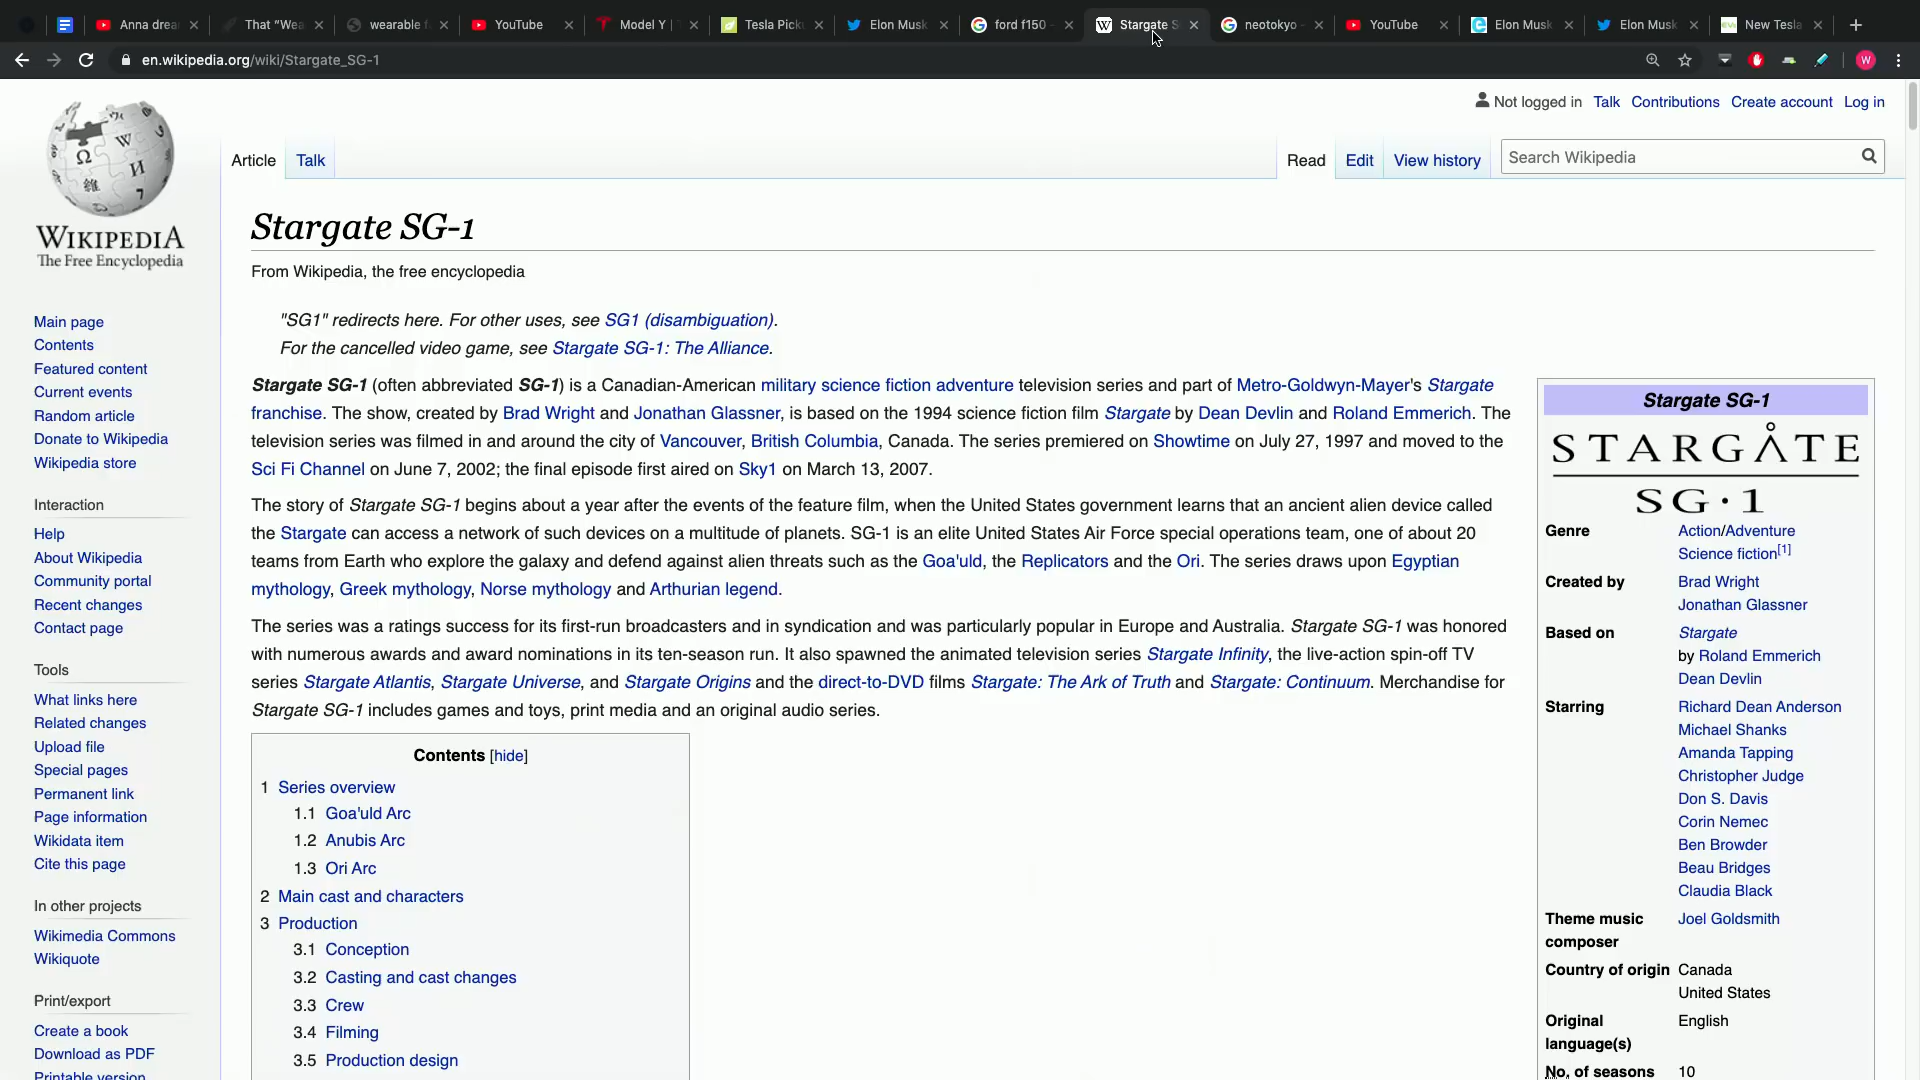 Anna drea
That "Wea
wearable f
YouTube
Model Y | T
Tesla Picku
Elon Musk
ford f150 -
Stargate S
neotokyo -
YouTube
Elon Musk
Elon Musk
New Tesla
en.wikipedia.org/wiki/Stargate_SG-1
W
Not logged in Talk Contributions Create account Log in
Article Talk Read Edit View history Search Wikipedia
WIKIPEDIA
The Free Encyclopedia
Main page
Contents
Featured content
Current events
Random article
Donate to Wikipedia
Wikipedia store
Interaction
Help
About Wikipedia
Community portal
Recent changes
Contact page
Tools
What links here
Related changes
Upload file
Special pages
Permanent link
Page information
Wikidata item
Cite this page
In other projects
Wikimedia Commons
Wikiquote
Print/export
Create a book
Download as PDF
Printable version
Stargate SG-1
From Wikipedia, the free encyclopedia
"SG1" redirects here. For other uses, see SG1 (disambiguation).
For the cancelled video game, see Stargate SG-1: The Alliance.
Stargate SG-1 (often abbreviated SG-1) is a Canadian-American military science fiction adventure television series and part of Metro-Goldwyn-Mayer's Stargate
franchise. The show, created by Brad Wright and Jonathan Glassner, is based on the 1994 science fiction film Stargate by Dean Devlin and Roland Emmerich. The
television series was filmed in and around the city of Vancouver, British Columbia, Canada. The series premiered on Showtime on July 27, 1997 and moved to the
Sci Fi Channel on June 7, 2002; the final episode first aired on Sky1 on March 13, 2007.
The story of Stargate SG-1 begins about a year after the events of the feature film, when the United States government learns that an ancient alien device called
the Stargate can access a network of such devices on a multitude of planets. SG-1 is an elite United States Air Force special operations team, one of about 20
teams from Earth who explore the galaxy and defend against alien threats such as the Goa'uld, the Replicators and the Ori. The series draws upon Egyptian
mythology, Greek mythology, Norse mythology and Arthurian legend.
The series was a ratings success for its first-run broadcasters and in syndication and was particularly popular in Europe and Australia. Stargate SG-1 was honored
with numerous awards and award nominations in its ten-season run. It also spawned the animated television series Stargate Infinity, the live-action spin-off TV
series Stargate Atlantis, Stargate Universe, and Stargate Origins and the direct-to-DVD films Stargate: The Ark of Truth and Stargate: Continuum. Merchandise for
Stargate SG-1 includes games and toys, print media and an original audio series.
Contents [hide]
1 Series overview
1.1 Goa'uld Arc
1.2 Anubis Arc
1.3 Ori Arc
2 Main cast and characters
3 Production
3.1 Conception
3.2 Casting and cast changes
3.3 Crew
3.4 Filming
3.5 Production design
Stargate SG-1
STARGATE
SG·1
Genre Action/Adventure
Science fiction[1]
Created by Brad Wright
Jonathan Glassner
Based on Stargate
by Roland Emmerich
Dean Devlin
Starring Richard Dean Anderson
Michael Shanks
Amanda Tapping
Christopher Judge
Don S. Davis
Corin Nemec
Ben Browder
Beau Bridges
Claudia Black
Theme music Joel Goldsmith
composer
Country of origin Canada
United States
Original English
language(s)
No. of seasons 10